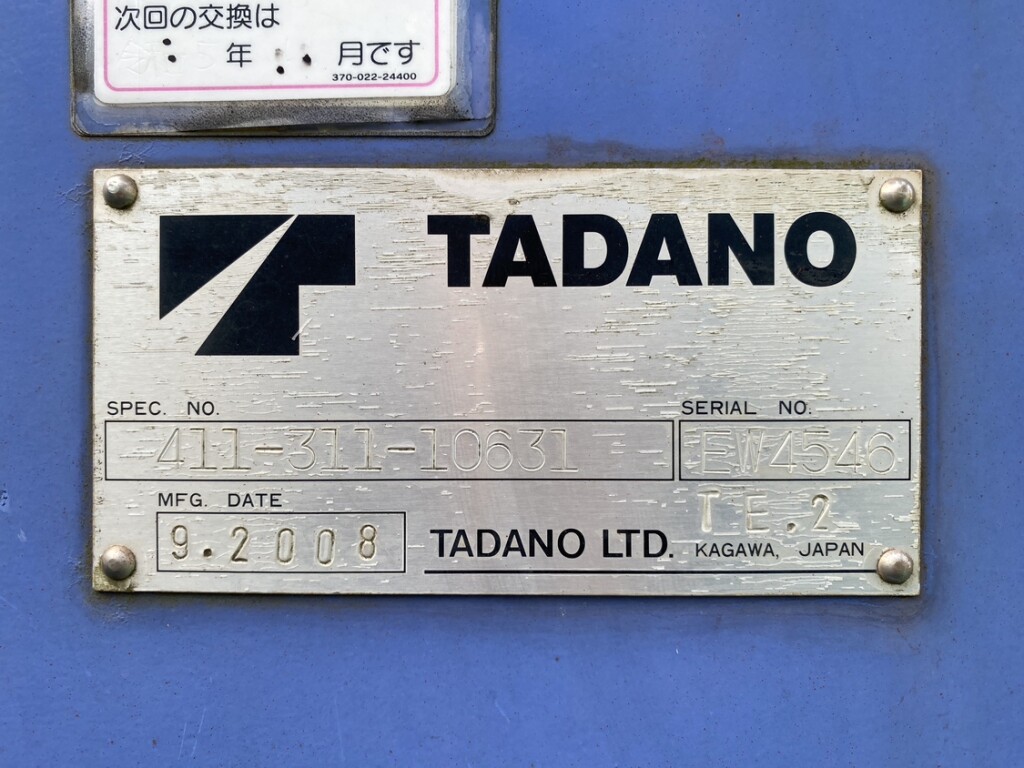 次回の交換は
年 月です
370-022-24400
TADANO
SPEC. NO.
SERIAL NO.
411-311-10631
EW4546
MFG. DATE
TE.2
9.2008
TADANO LTD. KAGAWA, JAPAN